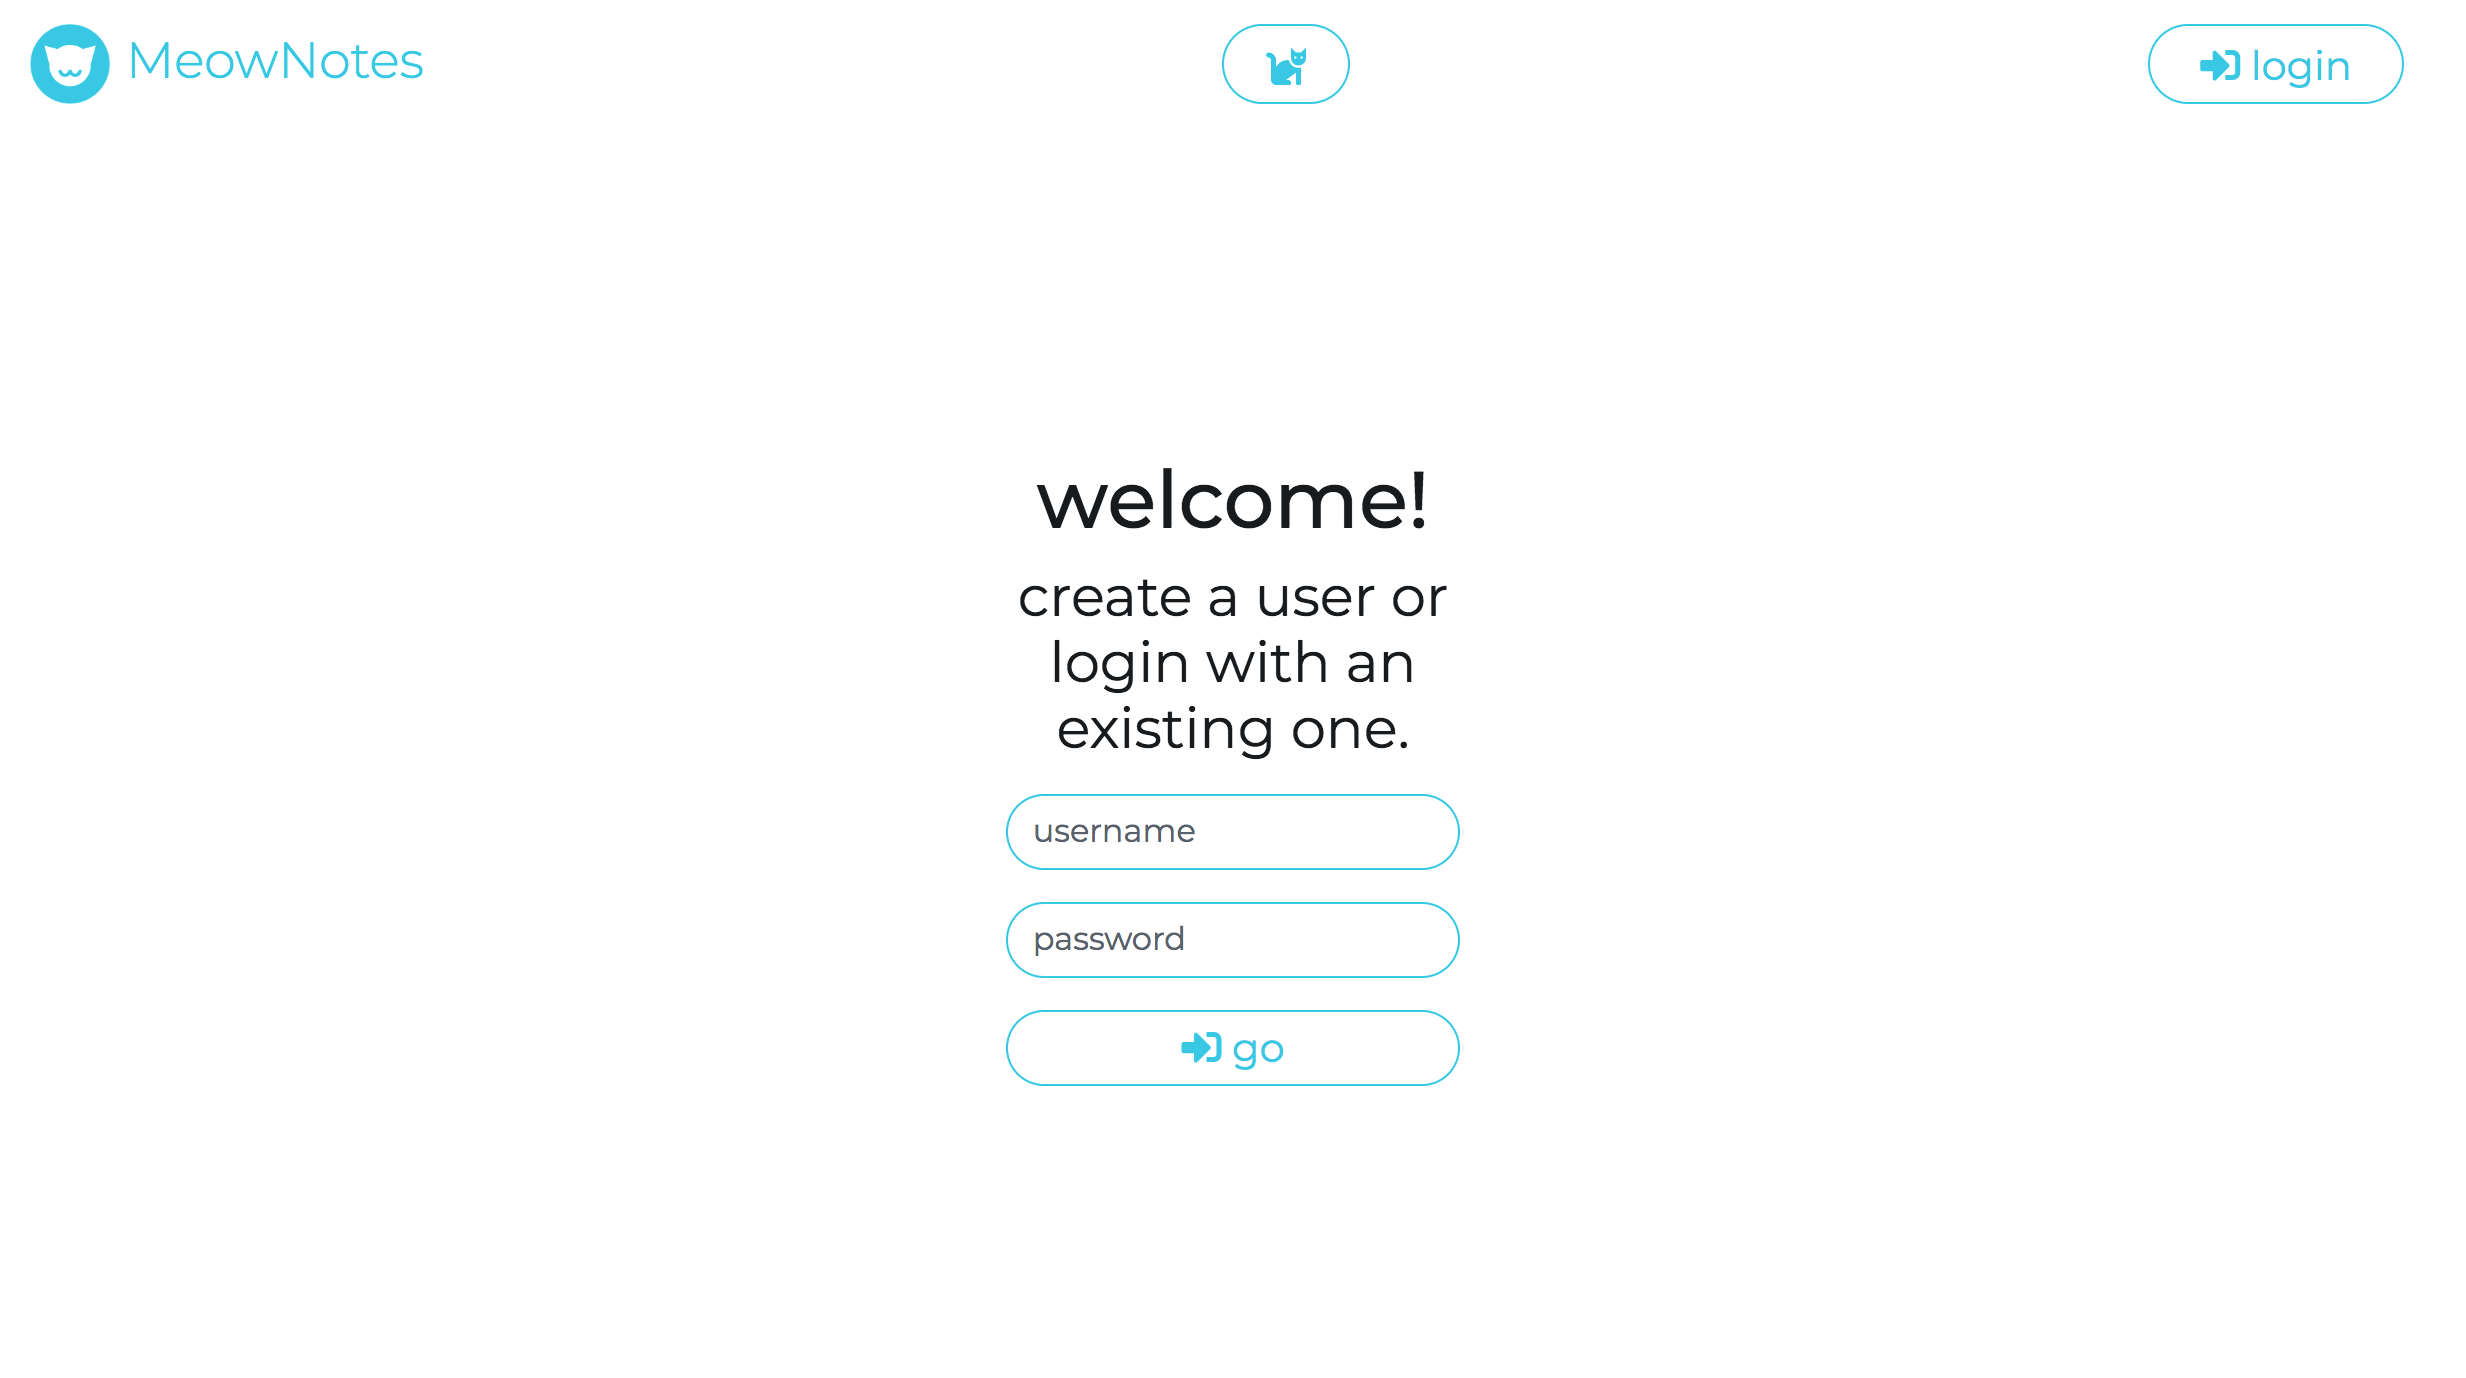 MeowNotes
login
welcome!
create a user or
login with an
existing one.
username
password
go